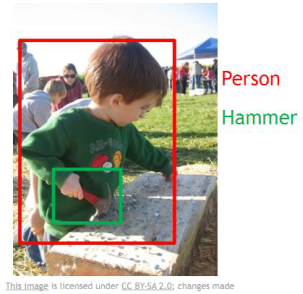 Person
Hammer
This image is licensed under CC BY-SA 2.0; changes made